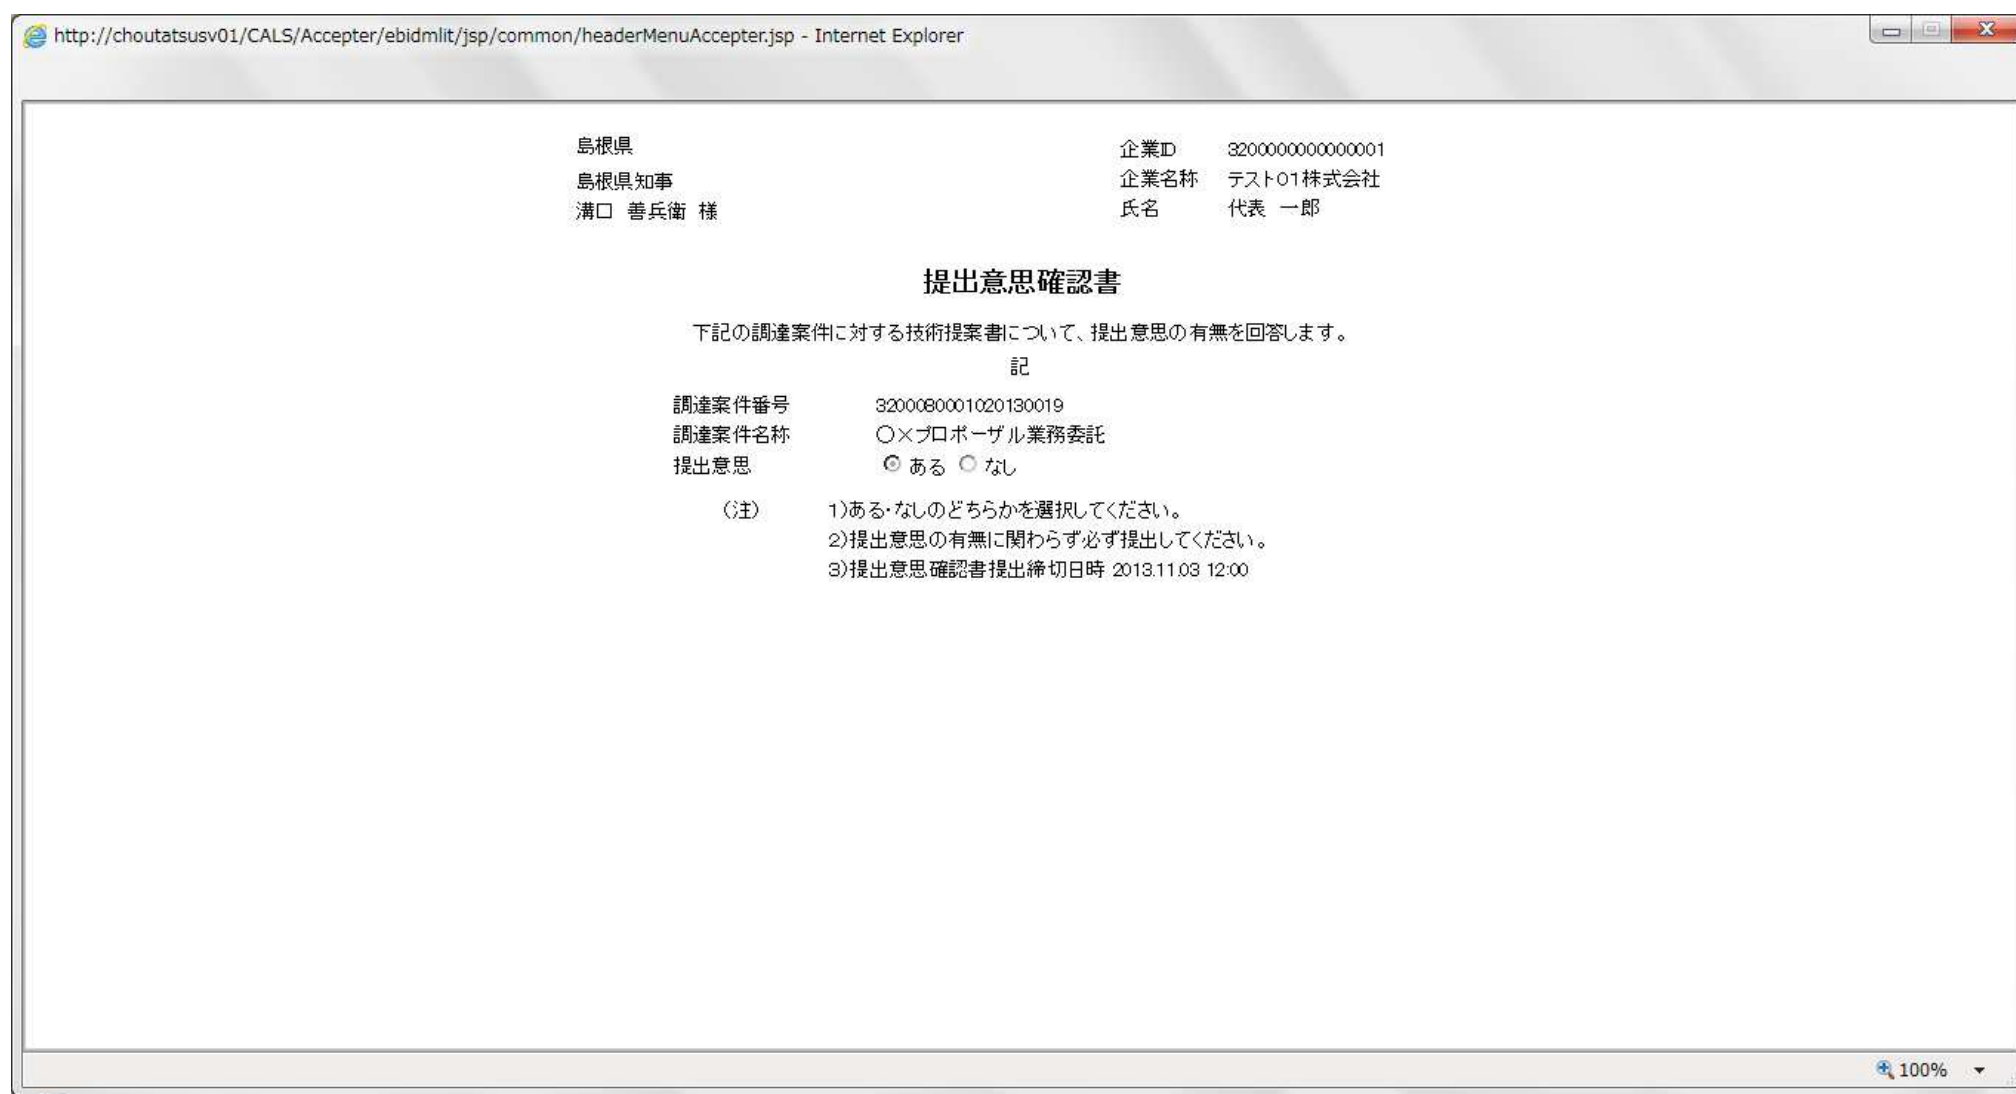 http://choutatsusv01/CALS/Accepter/ebidmlit/jsp/common/headerMenuAccepter.jsp - Internet Explorer
島根県
島根県知事
溝口 善兵衛 様
企業ID 3200000000000001
企業名称 テスト01株式会社
氏名 代表 一郎
提出意思確認書
下記の調達案件に対する技術提案書について、提出意思の有無を回答します。
記
調達案件番号 3200080001020130019
調達案件名称 〇×プロポーザル業務委託
提出意思 ある なし
(注) 1)ある・なしのどちらかを選択してください。
2)提出意思の有無に関わらず必ず提出してください。
3)提出意思確認書提出締切日時 2013.11.03 12:00
100%